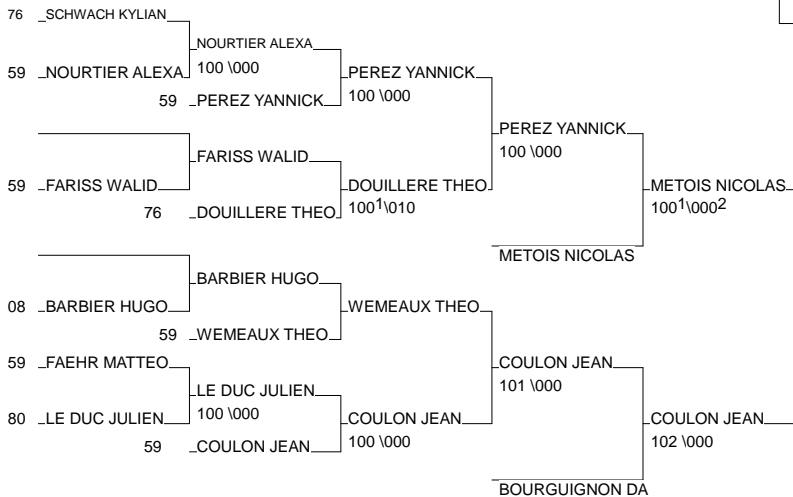 76 SCHWACH KYLIAN
NOURTIER ALEXA
59 NOURTIER ALEXA 100 \000 PEREZ YANNICK
59 PEREZ YANNICK 100 \000
PEREZ YANNICK
100 \000
FARISS WALID
59 FARISS WALID DOUILLERE THEO METOIS NICOLAS
76 DOUILLERE THEO 100¹\010 100¹\000²
METOIS NICOLAS
BARBIER HUGO
08 BARBIER HUGO WEMEAUX THEO
59 WEMEAUX THEO
59 FAEHR MATTEO COULON JEAN
101 \000
LE DUC JULIEN
80 LE DUC JULIEN 100 \000 COULON JEAN COULON JEAN
59 COULON JEAN 100 \000 102 \000
BOURGUIGNON DA